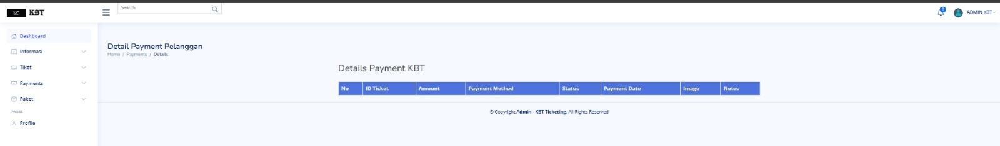 KBT
Search
0
ADMIN KBT
Dashboard
Informasi
Tiket
Payments
Paket
PAGES
Profile
Detail Payment Pelanggan
Home / Payments / Details
Details Payment KBT
No ID Ticket Amount Payment Method Status Payment Date Image Notes
© Copyright Admin - KBT Ticketing. All Rights Reserved